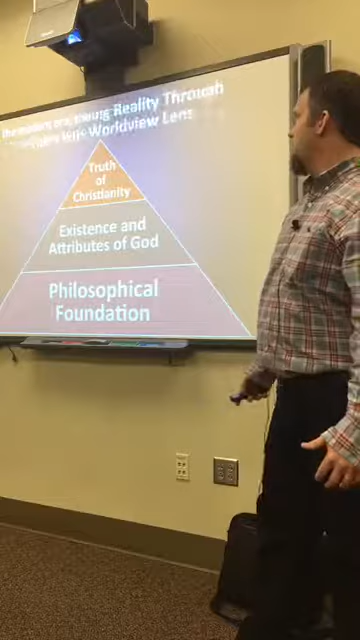 Reality Through
Worldview Lens
Truth
of
Christianity
Existence and
Attributes of God
Philosophical
Foundation